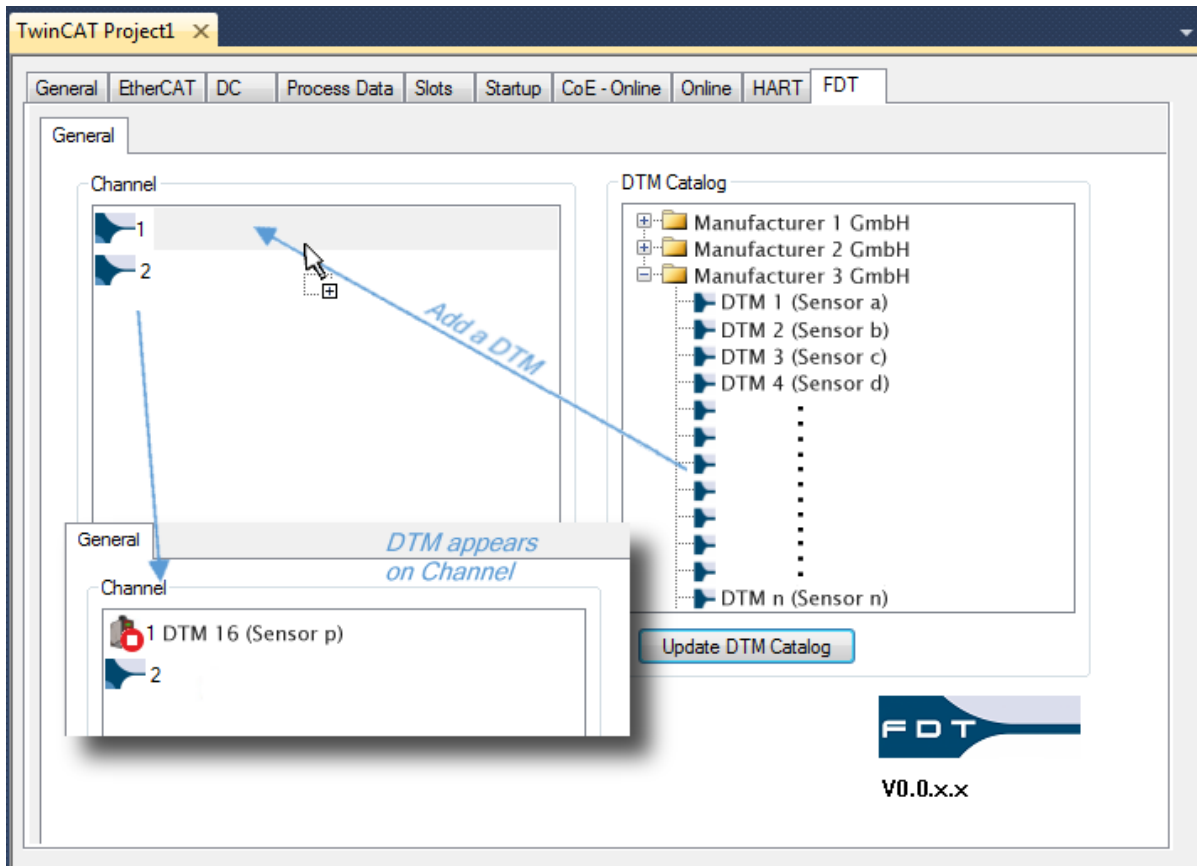 TwinCAT Project1
General EtherCAT DC Process Data Slots Startup CoE - Online Online HART FDT
General
Channel
1
2
Add a DTM
DTM Catalog
Manufacturer 1 GmbH
Manufacturer 2 GmbH
Manufacturer 3 GmbH
DTM 1 (Sensor a)
DTM 2 (Sensor b)
DTM 3 (Sensor c)
DTM 4 (Sensor d)
DTM n (Sensor n)
Update DTM Catalog
General
DTM appears
on Channel
Channel
1 DTM 16 (Sensor p)
2
FDT
V0.0.x.x